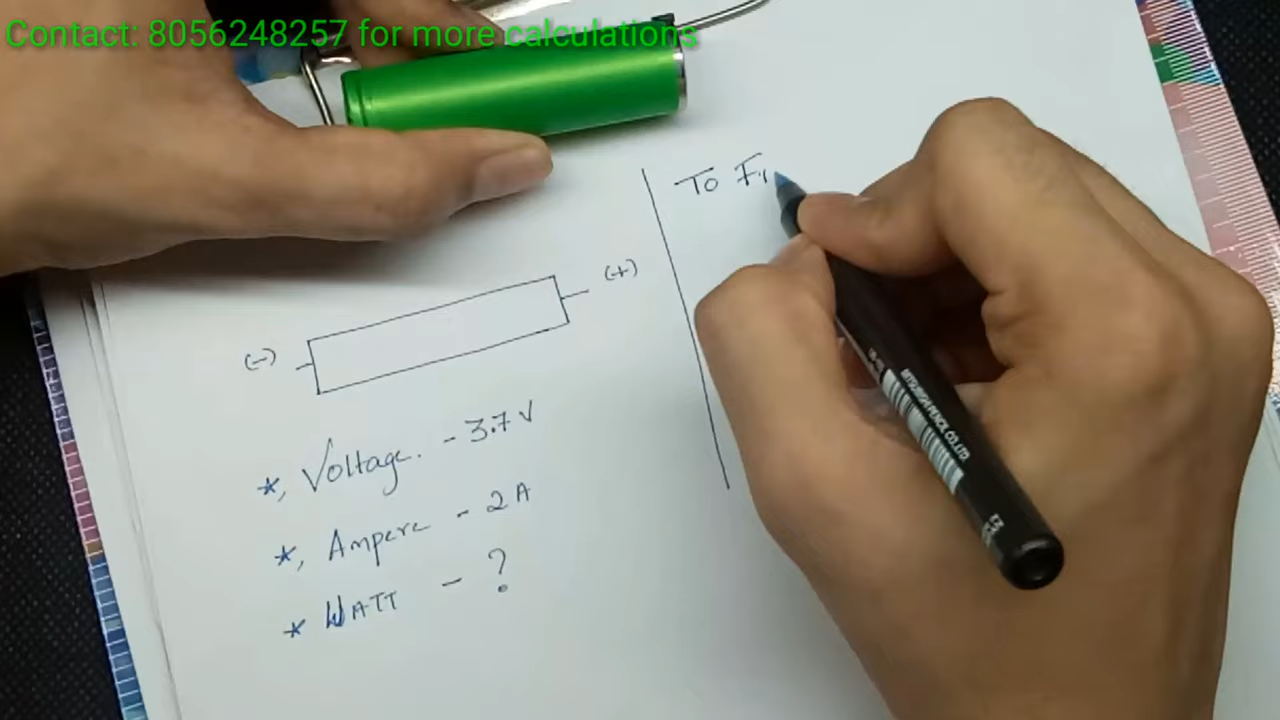 Contact: 8056248257 for more calculations
To Fi
(+)
(-)
*, Voltage. - 3.7 V
*, Ampere - 2 A
* WATT - ?